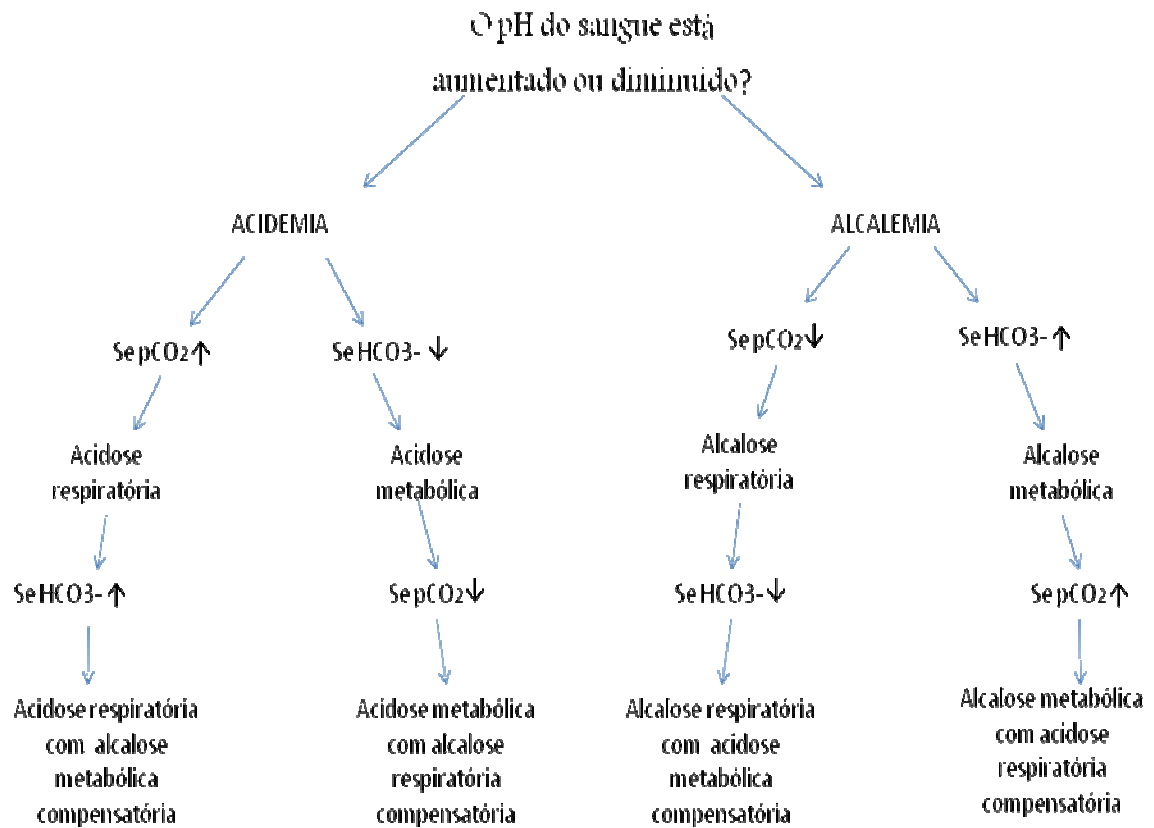 O pH do sangue está
aumentado ou diminuido?
ACIDEMIA
ALCALEMIA
Se pCO2↑
Se HCO3- ↓
Se pCO2↓
Se HCO3- ↑
Acidose
respiratória
Acidose
metabólica
Alcalose
respiratória
Alcalose
metabólica
Se HCO3- ↑
Se pCO2↓
Se HCO3-↓
Se pCO2↑
Acidose respiratória
com alcalose
metabólica
compensatória
Acidose metabólica
com alcalose
respiratória
compensatória
Alcalose respiratória
com acidose
metabólica
compensatória
Alcalose metabólica
com acidose
respiratória
compensatória